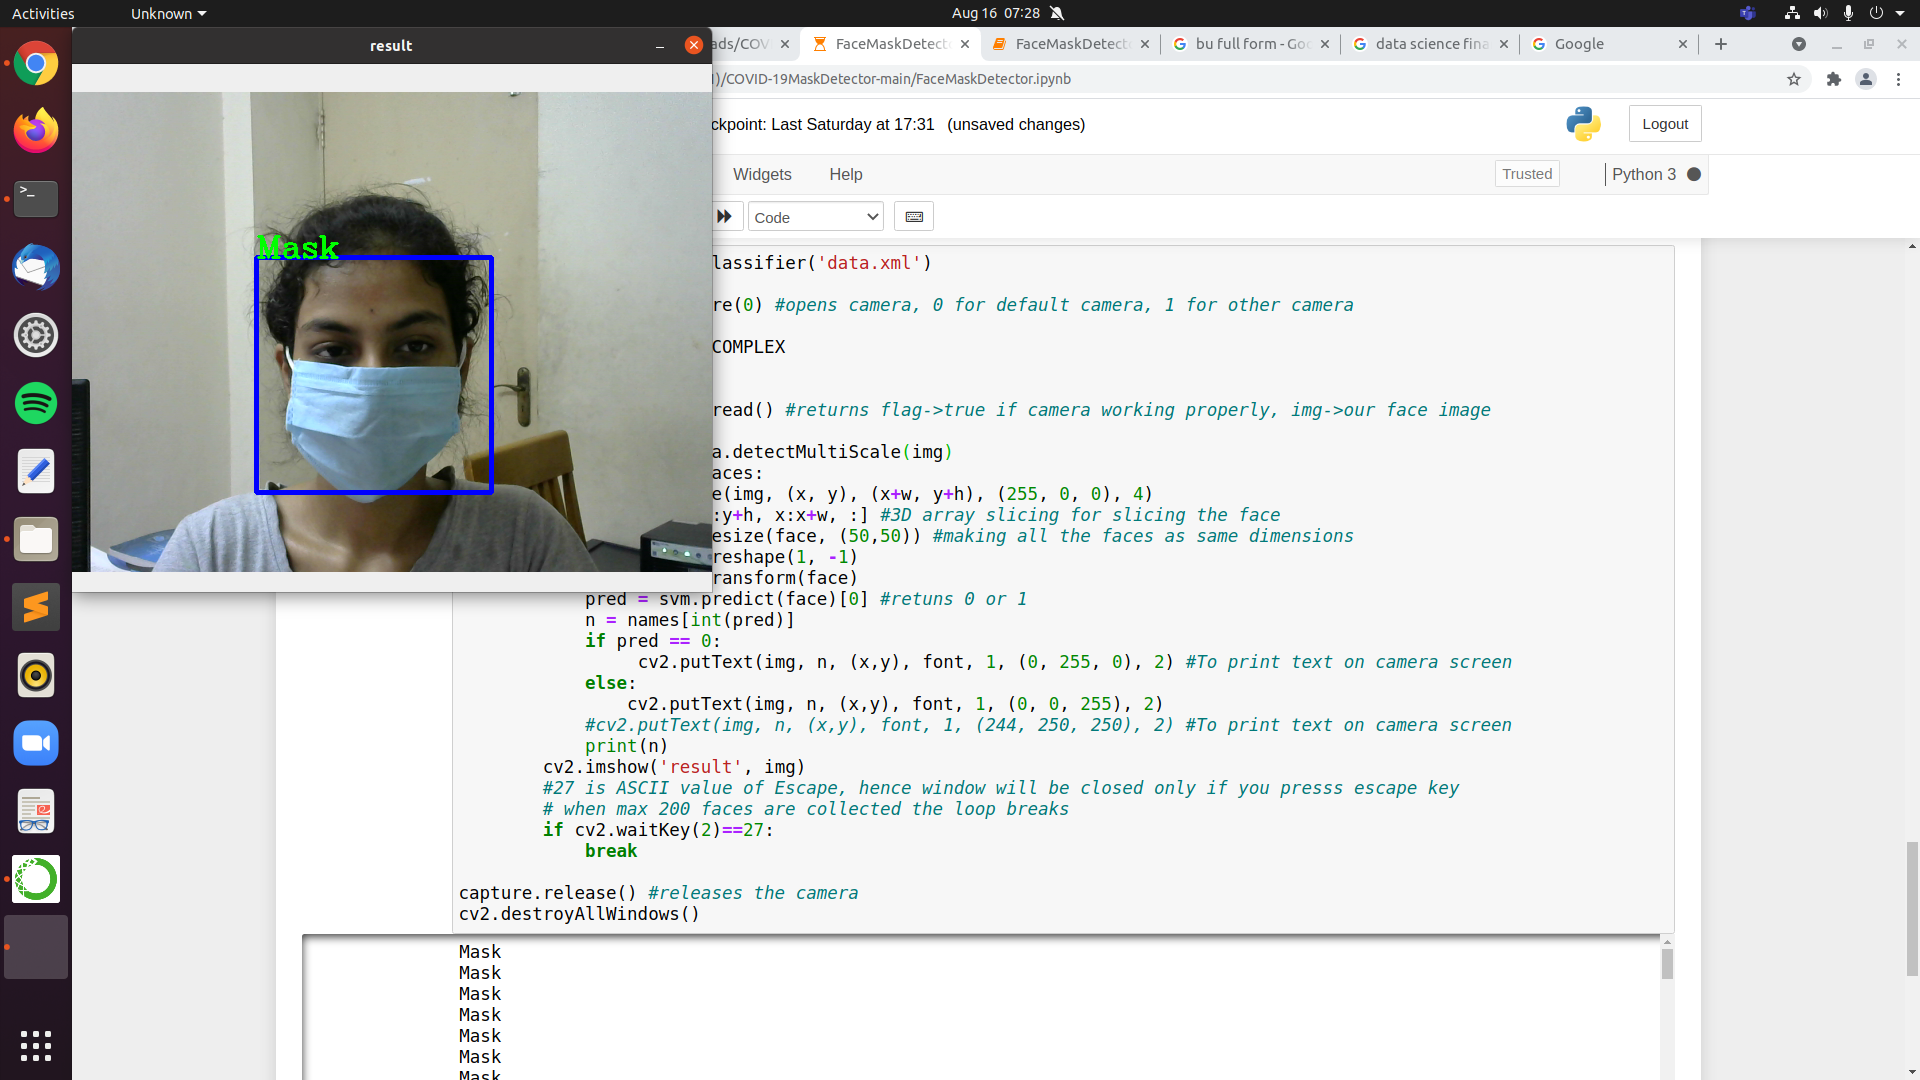 Activities
Unknown
Aug 16 07:28
result
ads/COV
FaceMaskDetect
FaceMaskDetect
bu full form - Goo
data science fina
Google
)/COVID-19MaskDetector-main/FaceMaskDetector.ipynb
ckpoint: Last Saturday at 17:31 (unsaved changes)
Logout
Widgets
Help
Trusted
Python 3
Code
Mask
lassifier('data.xml')
re(0) #opens camera, 0 for default camera, 1 for other camera
COMPLEX
read() #returns flag->true if camera working properly, img->our face image
a.detectMultiScale(img)
aces:
e(img, (x, y), (x+w, y+h), (255, 0, 0), 4)
:y+h, x:x+w, :] #3D array slicing for slicing the face
esize(face, (50,50)) #making all the faces as same dimensions
reshape(1, -1)
ransform(face)
pred = svm.predict(face)[0] #retuns 0 or 1
n = names[int(pred)]
if pred == 0:
cv2.putText(img, n, (x,y), font, 1, (0, 255, 0), 2) #To print text on camera screen
else:
cv2.putText(img, n, (x,y), font, 1, (0, 0, 255), 2)
#cv2.putText(img, n, (x,y), font, 1, (244, 250, 250), 2) #To print text on camera screen
print(n)
cv2.imshow('result', img)
#27 is ASCII value of Escape, hence window will be closed only if you presss escape key
# when max 200 faces are collected the loop breaks
if cv2.waitKey(2)==27:
break
capture.release() #releases the camera
cv2.destroyAllWindows()
Mask
Mask
Mask
Mask
Mask
Mask
Mask